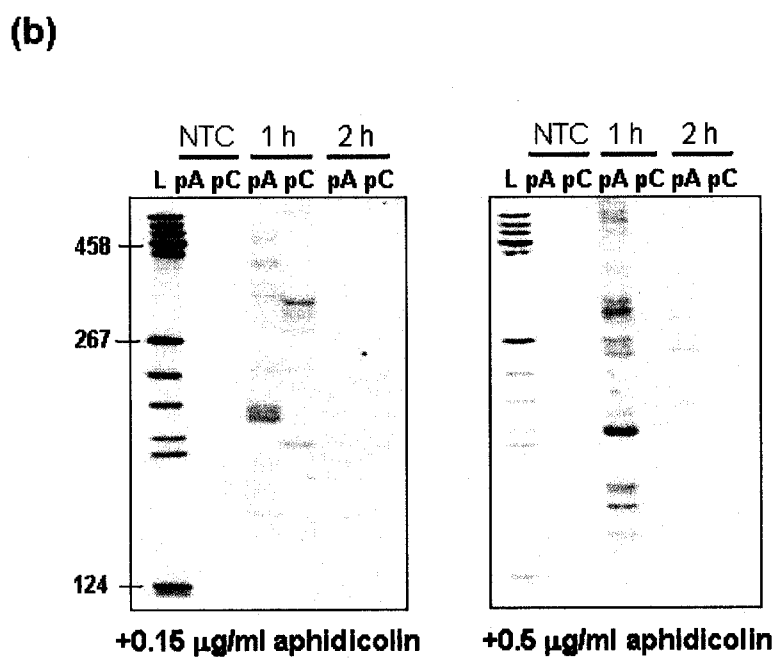 (b)
NTC 1 h 2 h NTC 1 h 2 h
L pA pC pA pC pA pC L pA pC pA pC pA pC
458
267
124
+0.15 μg/ml aphidicolin +0.5 μg/ml aphidicolin